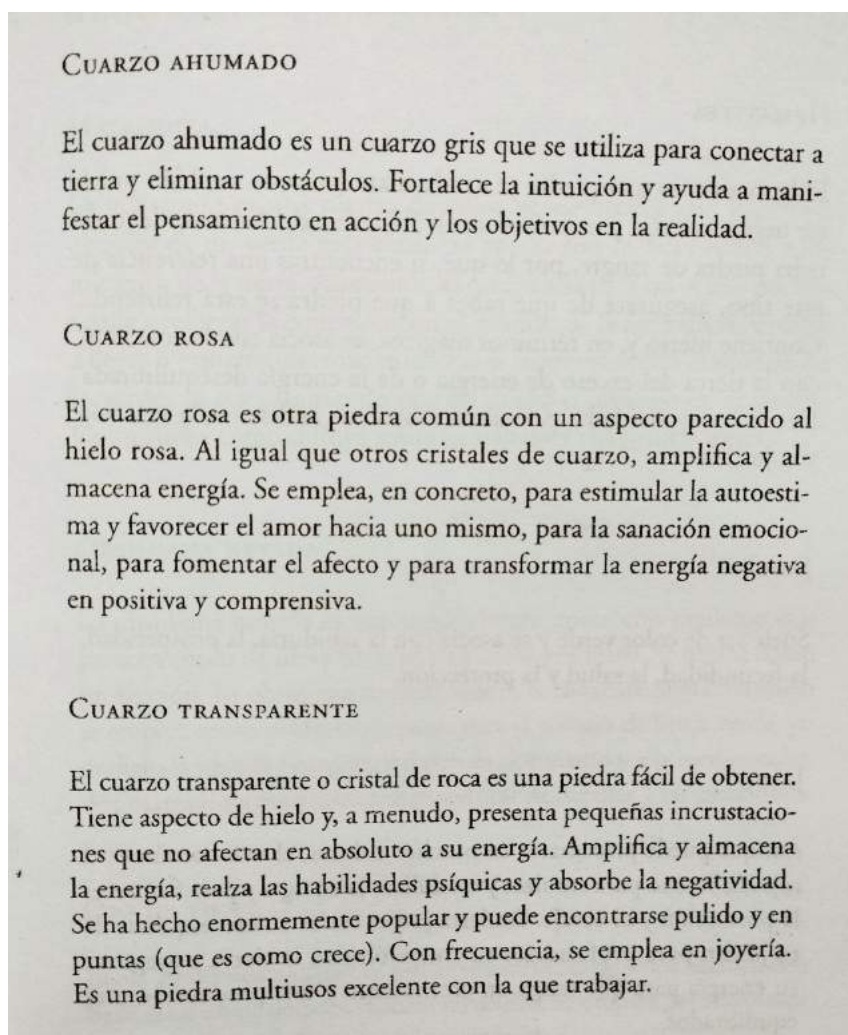 CUARZO AHUMADO
El cuarzo ahumado es un cuarzo gris que se utiliza para conectar a
tierra y eliminar obstáculos. Fortalece la intuición y ayuda a mani-
festar el pensamiento en acción y los objetivos en la realidad.
CUARZO ROSA
El cuarzo rosa es otra piedra común con un aspecto parecido al
hielo rosa. Al igual que otros cristales de cuarzo, amplifica y al-
macena energía. Se emplea, en concreto, para estimular la autoesti-
ma y favorecer el amor hacia uno mismo, para la sanación emocio-
nal, para fomentar el afecto y para transformar la energía negativa
en positiva y comprensiva.
CUARZO TRANSPARENTE
El cuarzo transparente o cristal de roca es una piedra fácil de obtener.
Tiene aspecto de hielo y, a menudo, presenta pequeñas incrustacio-
nes que no afectan en absoluto a su energía. Amplifica y almacena
la energía, realza las habilidades psíquicas y absorbe la negatividad.
Se ha hecho enormemente popular y puede encontrarse pulido y en
puntas (que es como crece). Con frecuencia, se emplea en joyería.
Es una piedra multiusos excelente con la que trabajar.